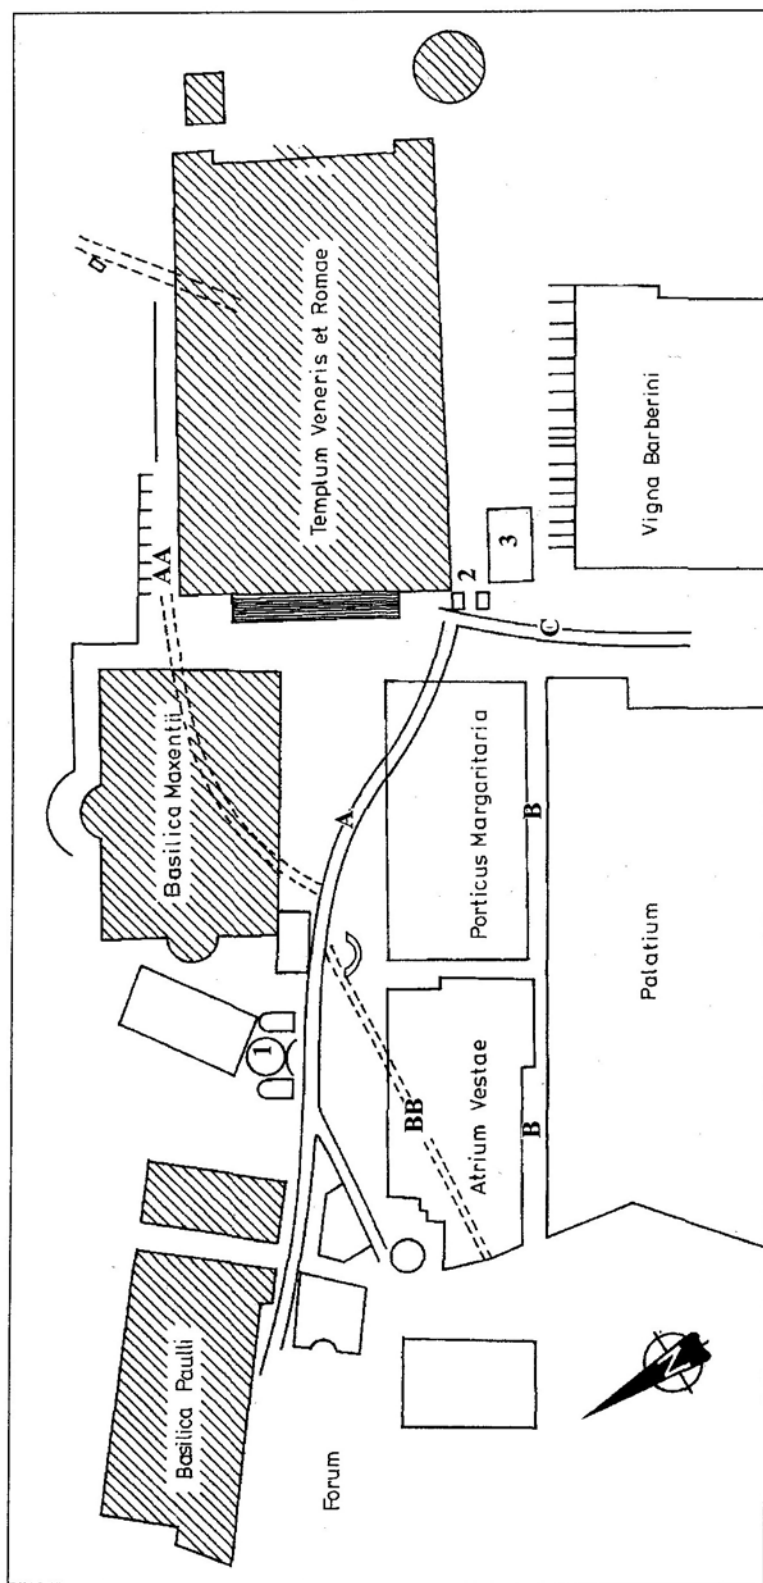 Basilica Paulli
Forum
1
Basilica Maxentii
AA
Templum Veneris et Romae
A
BB
Atrium Vestae
Porticus Margaritaria
B
B
C
2
3
Palatium
Vigna Barberini
N